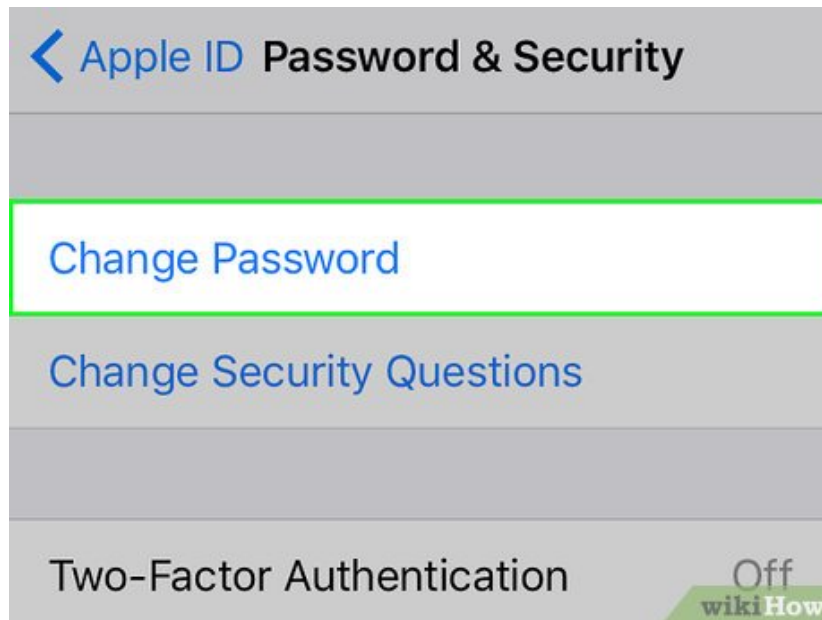 Apple ID Password & Security
Change Password
Change Security Questions
Two-Factor Authentication Off
wikiHow